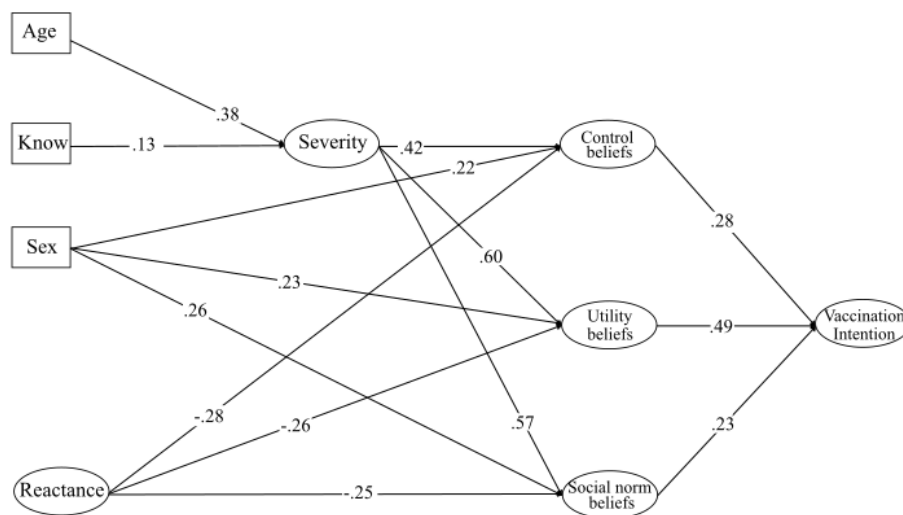 Age
.38
Know
.13
Severity
.42
Control
beliefs
.22
Sex
.28
.60
.23
.26
Utility
beliefs
.49
Vaccination
Intention
-.28
-.26
.57
.23
Reactance
-.25
Social norm
beliefs